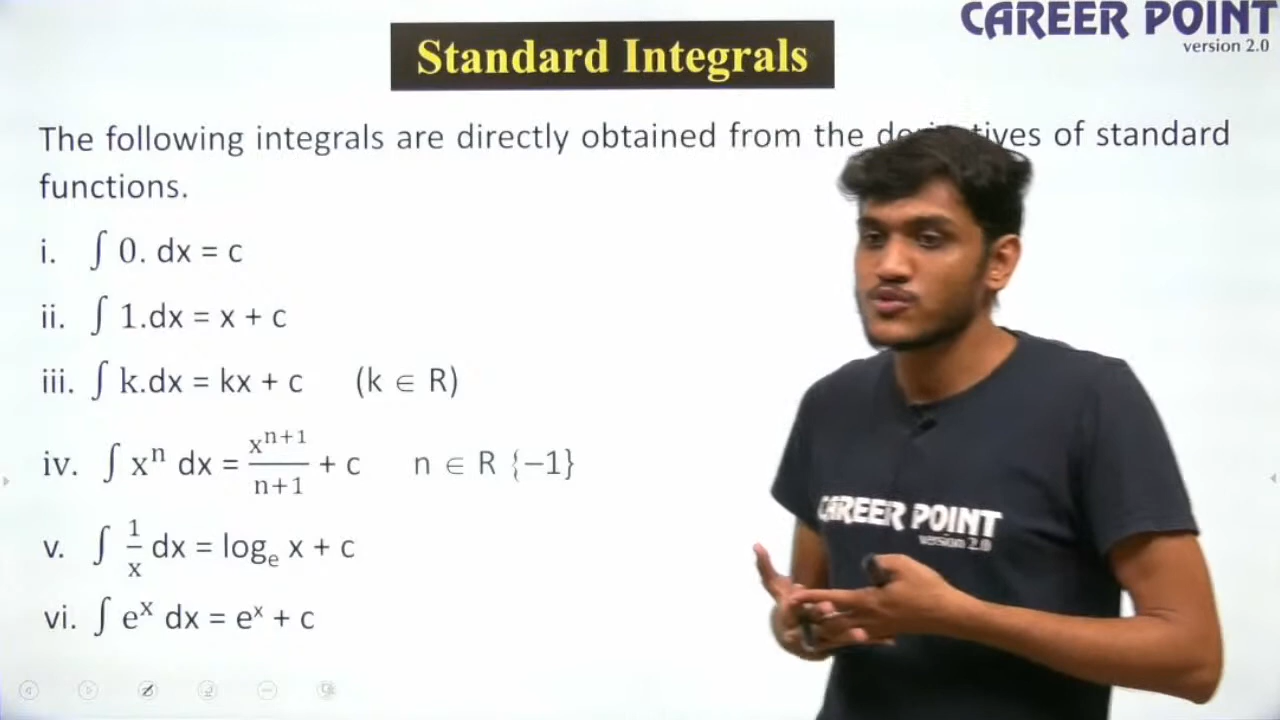 CAREER POINT
version 2.0
Standard Integrals
The following integrals are directly obtained from the of standard
functions.
i. ∫ 0. dx = c
ii. ∫ 1.dx = x + c
iii. ∫ k.dx = kx + c (k ∈ R)
iv. ∫ xⁿ dx = xⁿ⁺¹/n+1 + c n ∈ R {−1}
v. ∫ 1/x dx = logₑ x + c
vi. ∫ eˣ dx = eˣ + c
CAREER POINT
version 2.0